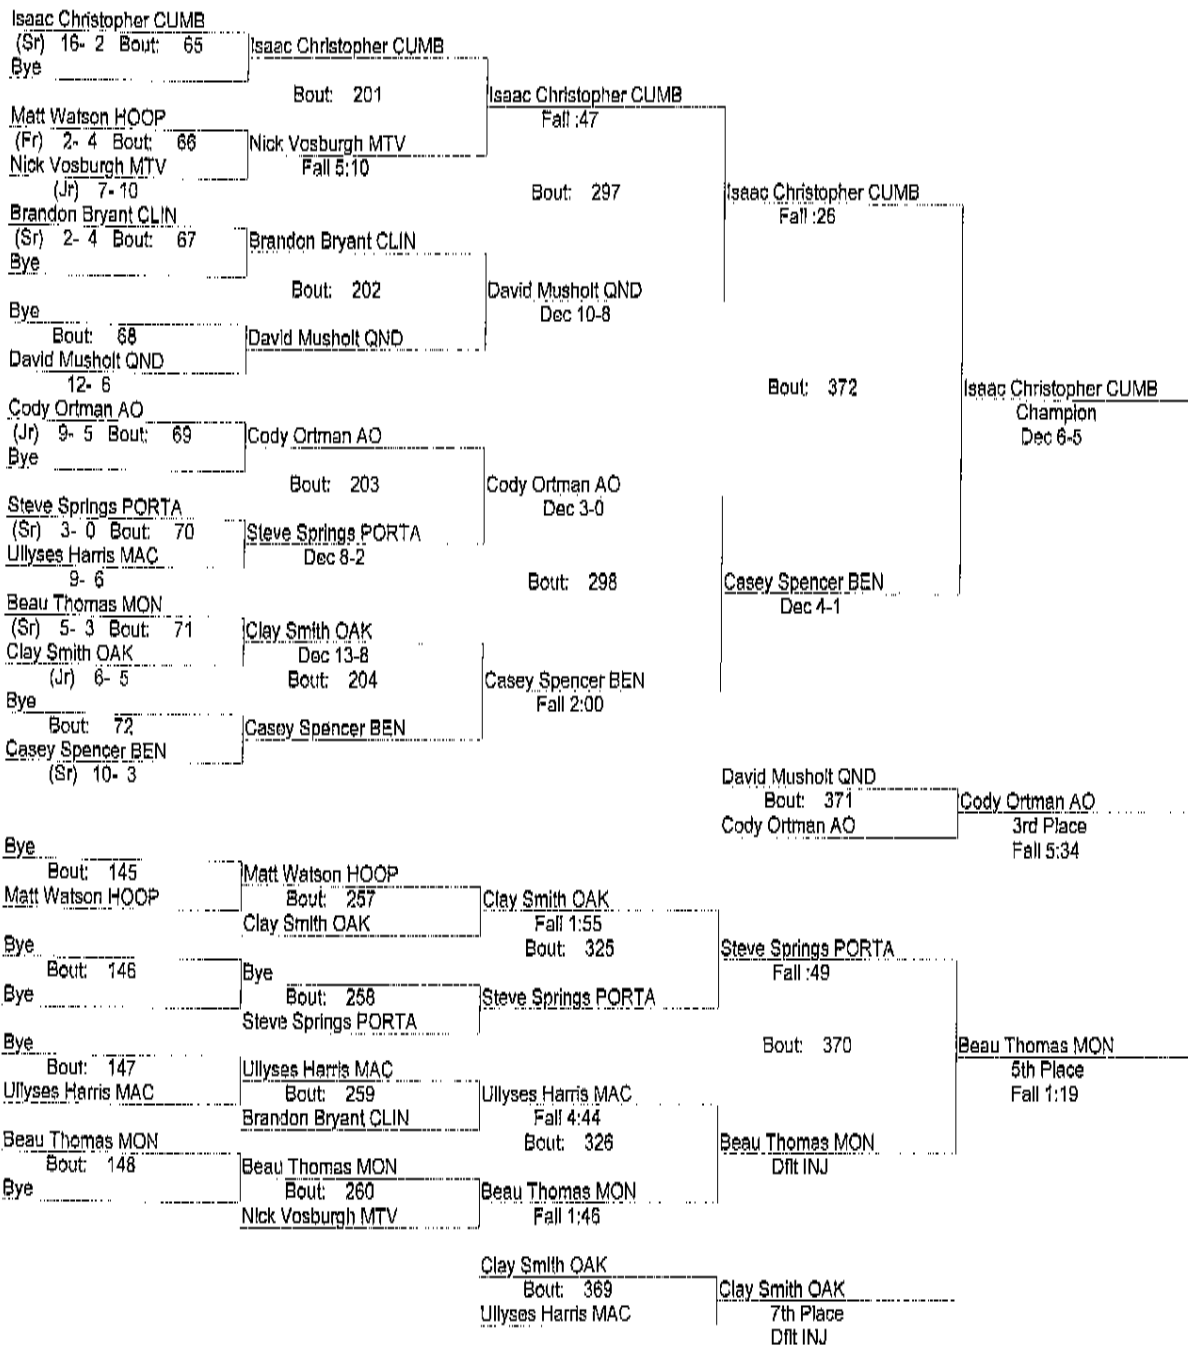 Isaac Christopher CUMB
(Sr) 16- 2 Bout: 65
Bye
Isaac Christopher CUMB
Bout: 201
Matt Watson HOOP
(Fr) 2- 4 Bout: 66
Nick Vosburgh MTV
(Jr) 7- 10
Nick Vosburgh MTV
Fall 5:10
Isaac Christopher CUMB
Fall :47
Bout: 297
Brandon Bryant CLIN
(Sr) 2- 4 Bout: 67
Bye
Brandon Bryant CLIN
Bout: 202
Bye
Bout: 68
David Musholt QND
12- 6
David Musholt QND
David Musholt QND
Dec 10-8
Isaac Christopher CUMB
Fall :26
Bout: 372
Isaac Christopher CUMB
Champion
Dec 6-5
Cody Ortman AO
(Jr) 9- 5 Bout: 69
Bye
Cody Ortman AO
Bout: 203
Steve Springs PORTA
(Sr) 3- 0 Bout: 70
Ullyses Harris MAC
9- 6
Steve Springs PORTA
Dec 8-2
Cody Ortman AO
Dec 3-0
Bout: 298
Beau Thomas MON
(Sr) 5- 3 Bout: 71
Clay Smith OAK
(Jr) 6- 5
Clay Smith OAK
Dec 13-8
Bout: 204
Bye
Bout: 72
Casey Spencer BEN
(Sr) 10- 3
Casey Spencer BEN
Casey Spencer BEN
Fall 2:00
Casey Spencer BEN
Dec 4-1
David Musholt QND
Bout: 371
Cody Ortman AO
Cody Ortman AO
3rd Place
Fall 5:34
Bye
Bout: 145
Matt Watson HOOP
Matt Watson HOOP
Bout: 257
Clay Smith OAK
Clay Smith OAK
Fall 1:55
Bout: 325
Bye
Bout: 146
Bye
Bye
Bout: 258
Steve Springs PORTA
Steve Springs PORTA
Steve Springs PORTA
Fall :49
Bout: 370
Bye
Bout: 147
Ullyses Harris MAC
Ullyses Harris MAC
Bout: 259
Brandon Bryant CLIN
Ullyses Harris MAC
Fall 4:44
Bout: 326
Beau Thomas MON
Bout: 148
Bye
Beau Thomas MON
Bout: 260
Nick Vosburgh MTV
Beau Thomas MON
Fall 1:46
Beau Thomas MON
Dflt INJ
Beau Thomas MON
5th Place
Fall 1:19
Clay Smith OAK
Bout: 369
Ullyses Harris MAC
Clay Smith OAK
7th Place
Dflt INJ